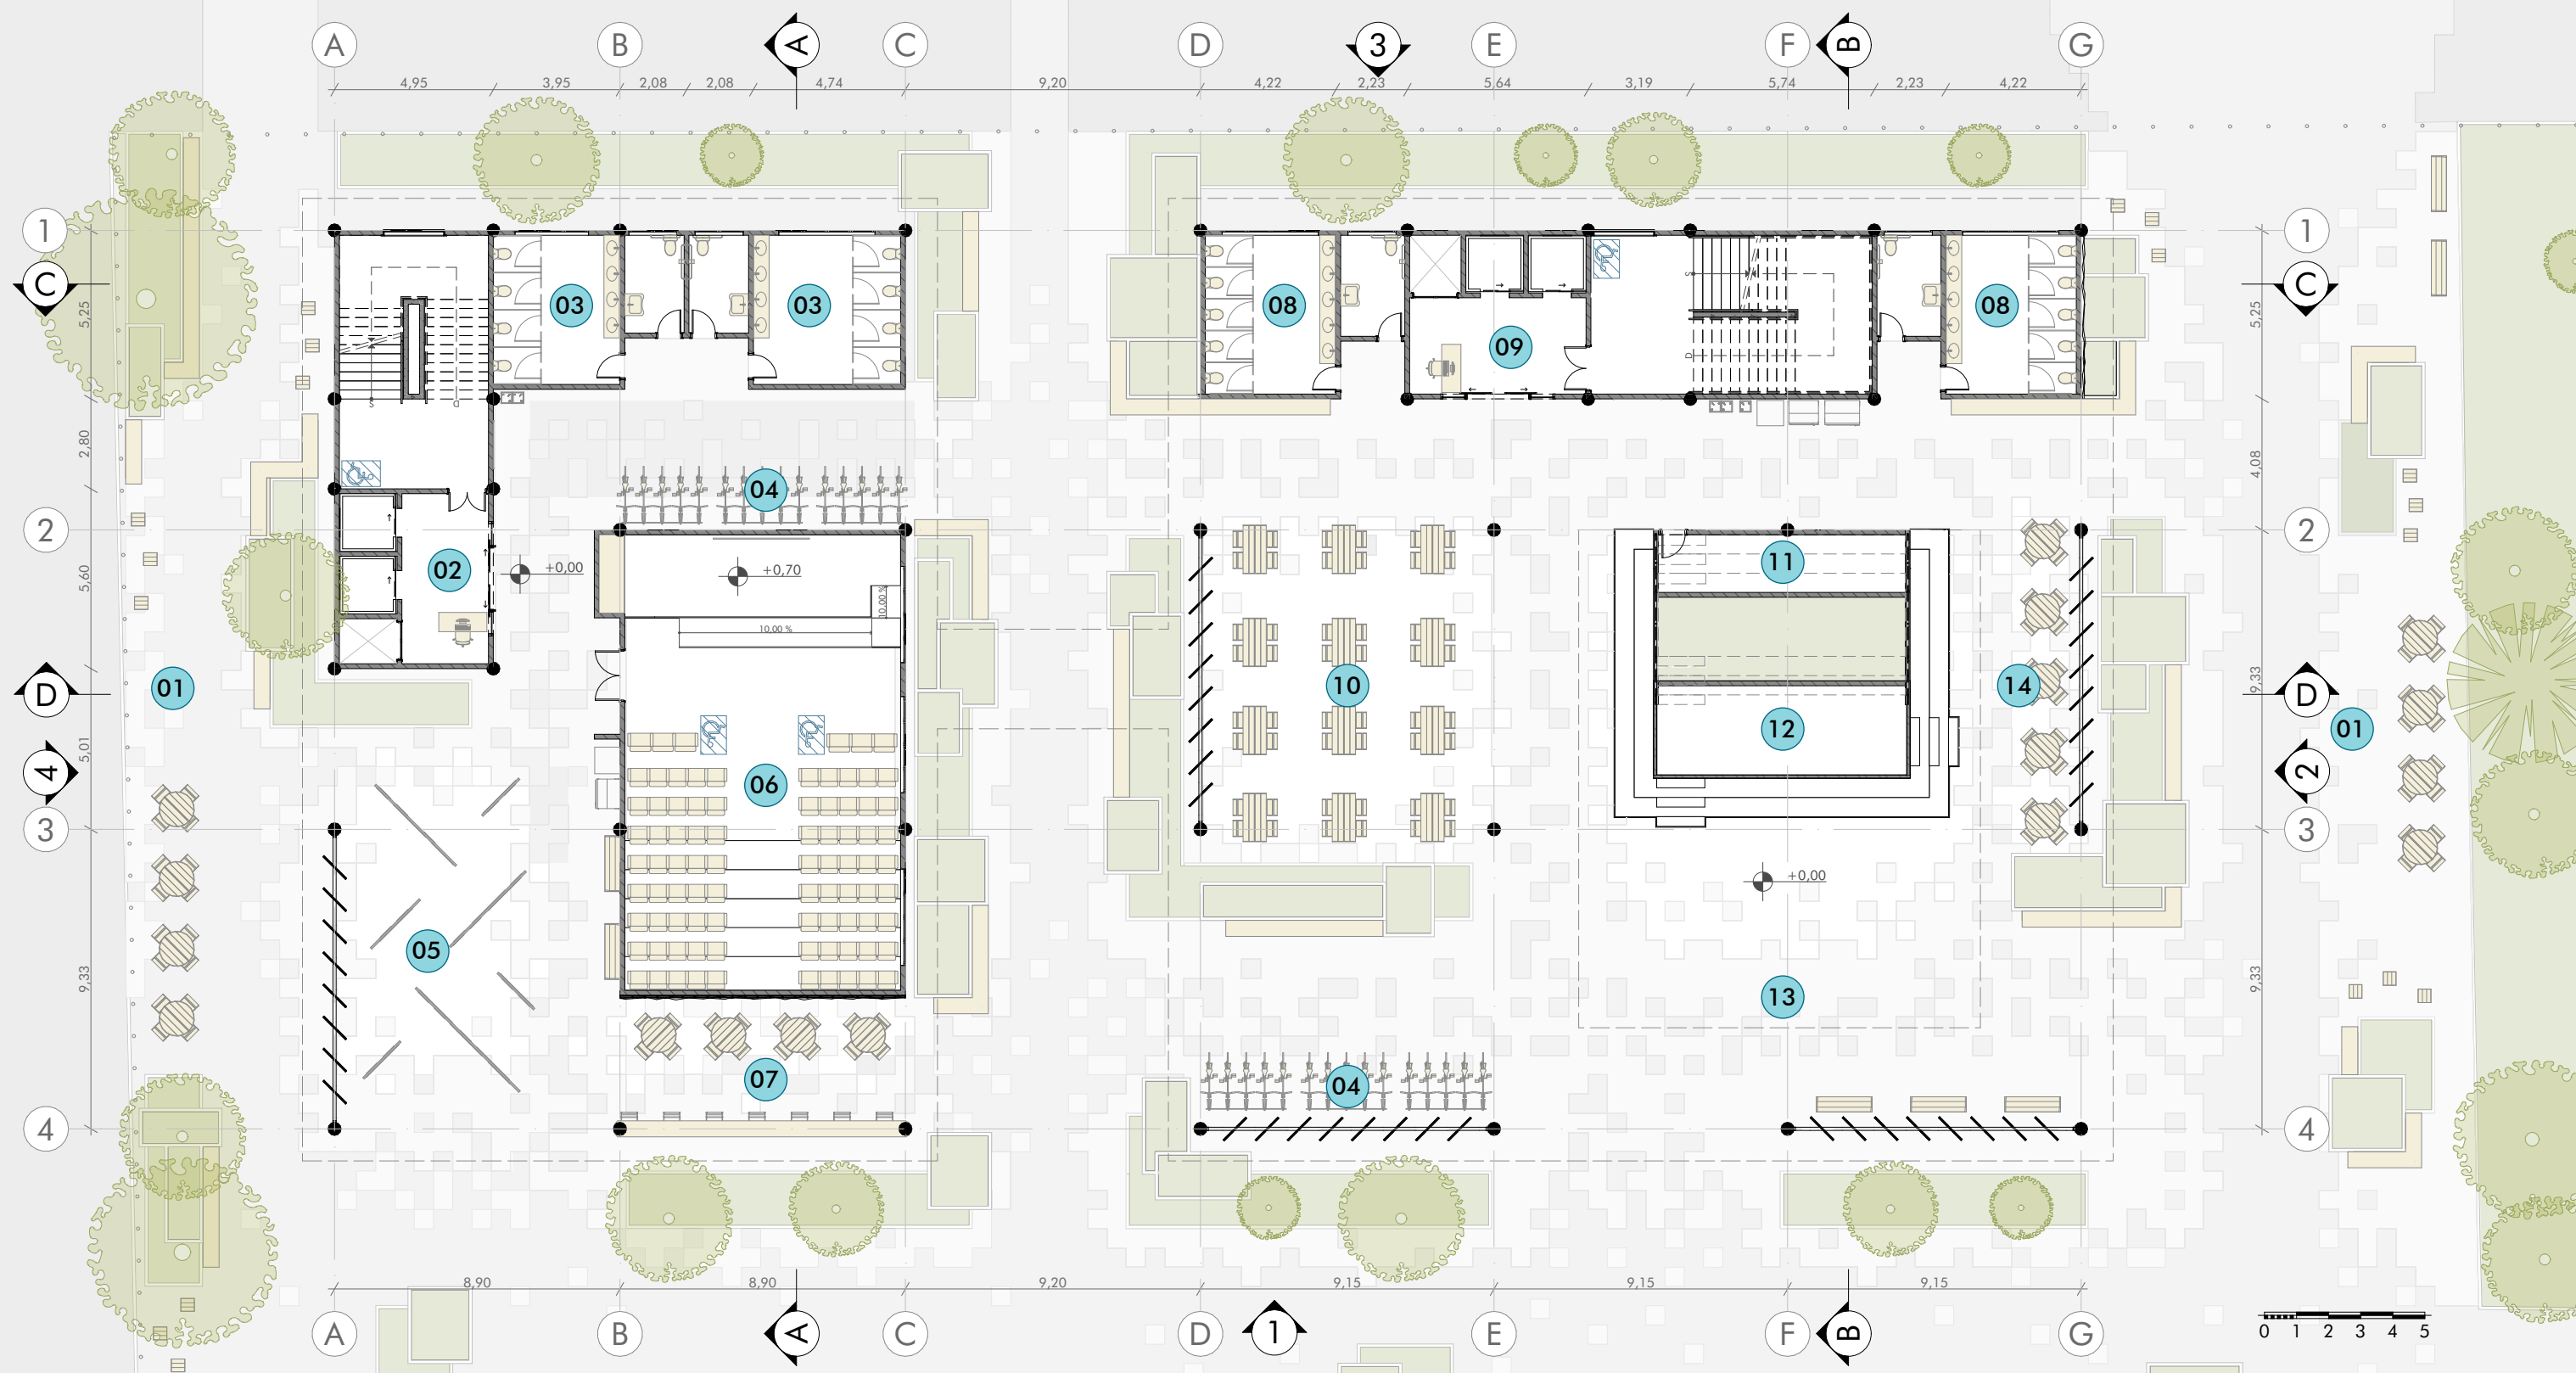 A B A C D 3 E F B G
4,95 3,95 2,08 2,08 4,74 9,20 4,22 2,23 5,64 3,19 5,74 2,23 4,22
1 1
C C
5,25 03 03 08 09 08 5,25
S D S D
2,80 4,08
04
2 2
5,60 02 +0,00 +0,70 11
10,00 %
10,00 %
D 01 10 14 9,33 D
12 01
5,01
4 06 2
3 3
+0,00
05
9,33 13 9,33
07 04
4 4
8,90 8,90 9,20 9,15 9,15 9,15
A B A C D 1 E F B G
0 1 2 3 4 5